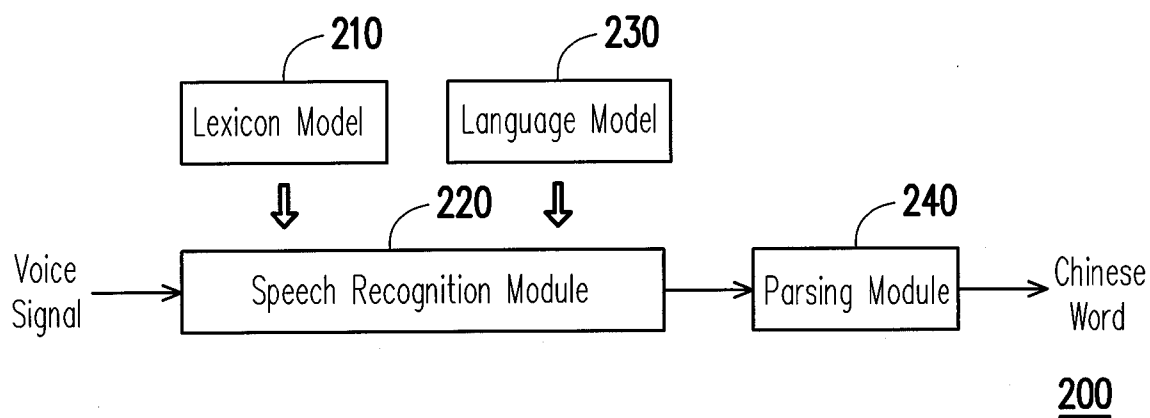 210
230
Lexicon Model
Language Model
220
240
Voice
Signal
Speech Recognition Module
Parsing Module
Chinese
Word
200